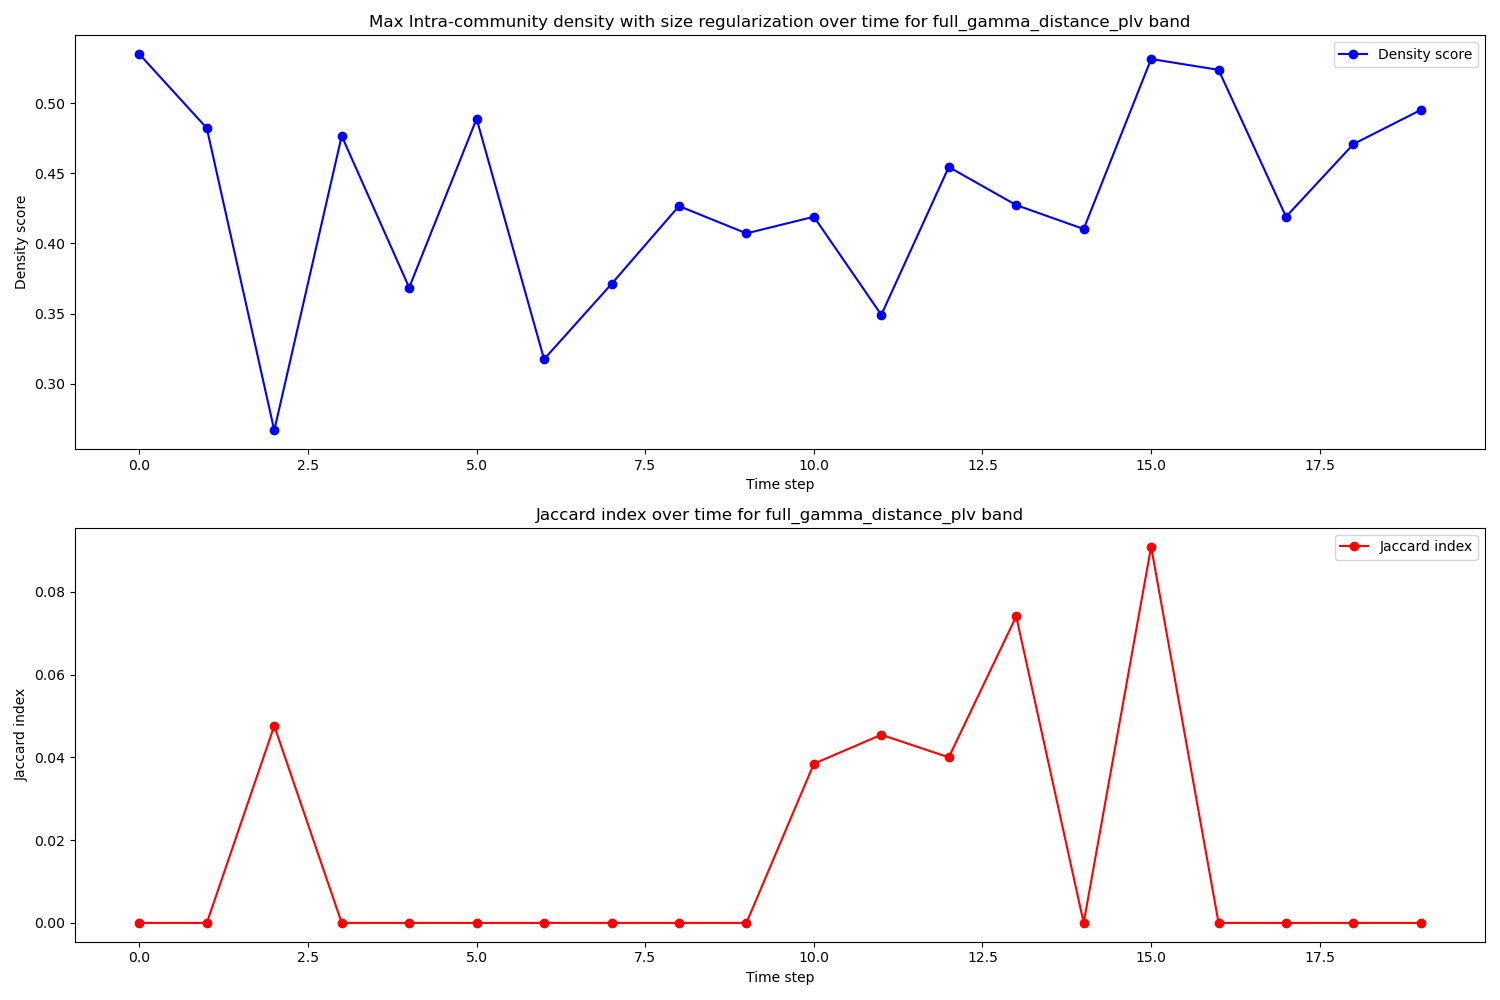 Max Intra-community density with size regularization over time for full_gamma_distance_plv band
Density score
Density score
0.50
0.45
0.40
0.35
0.30
0.0 2.5 5.0 7.5 10.0 12.5 15.0 17.5
Time step
Jaccard index over time for full_gamma_distance_plv band
Jaccard index
Jaccard index
0.08
0.06
0.04
0.02
0.00
0.0 2.5 5.0 7.5 10.0 12.5 15.0 17.5
Time step